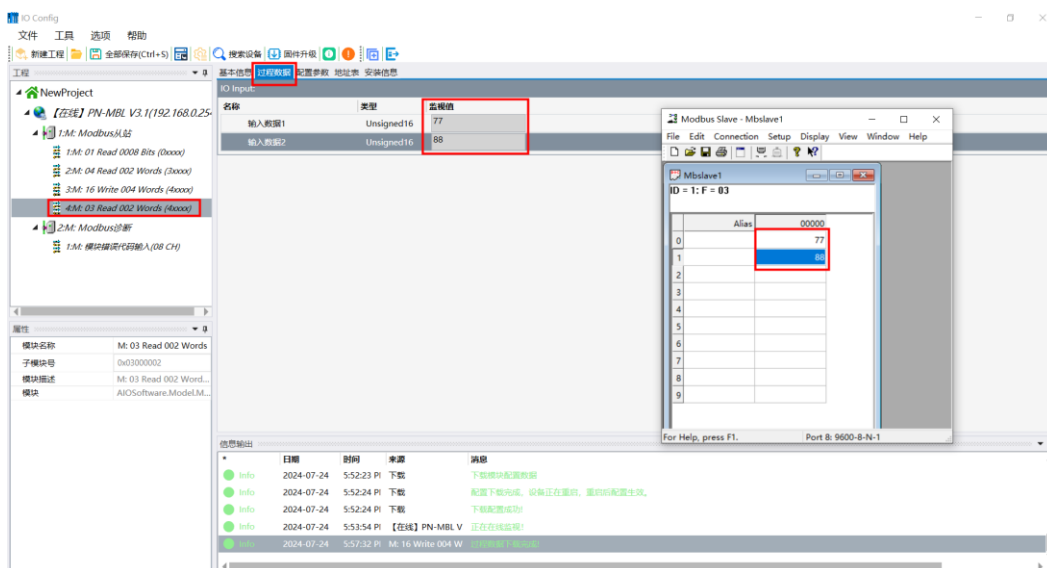 IO Config
文件 工具 选项 帮助
新建工程 全部保存(Ctrl+S) 搜索设备 固件升级
工程
NewProject
【在线】PN-MBL V3.1(192.168.0.254
1:M: Modbus从站
1:M: 01 Read 0008 Bits (0xxxx)
2:M: 04 Read 002 Words (3xxxx)
3:M: 16 Write 004 Words (4xxxx)
4:M: 03 Read 002 Words (4xxxx)
2:M: Modbus诊断
1:M: 模块错误代码输入(08 CH)
属性
模块名称 M: 03 Read 002 Words
子模块号 0x03000002
模块描述 M: 03 Read 002 Word...
模块 AIOSoftware.Model.M...
基本信息 过程数据 配置参数 地址表 安装信息
IO Input:
名称 类型 监视值
输入数据1 Unsigned16 77
输入数据2 Unsigned16 88
Modbus Slave - Mbslave1
File Edit Connection Setup Display View Window Help
Mbslave1
ID = 1: F = 03
Alias 00000
0 77
1 88
2
3
4
5
6
7
8
9
For Help, press F1. Port 8: 9600-8-N-1
信息输出
* 日期 时间 来源 消息
Info 2024-07-24 5:52:23 PI 下载 下载模块配置数据
Info 2024-07-24 5:52:24 PI 下载 配置下载完成、设备正在重启、重启后配置生效。
Info 2024-07-24 5:52:24 PI 下载 下载配置成功!
Info 2024-07-24 5:53:54 PI 【在线】PN-MBL V 正在在线监视!
Info 2024-07-24 5:57:32 PI M: 16 Write 004 W 过程数据下载完成!